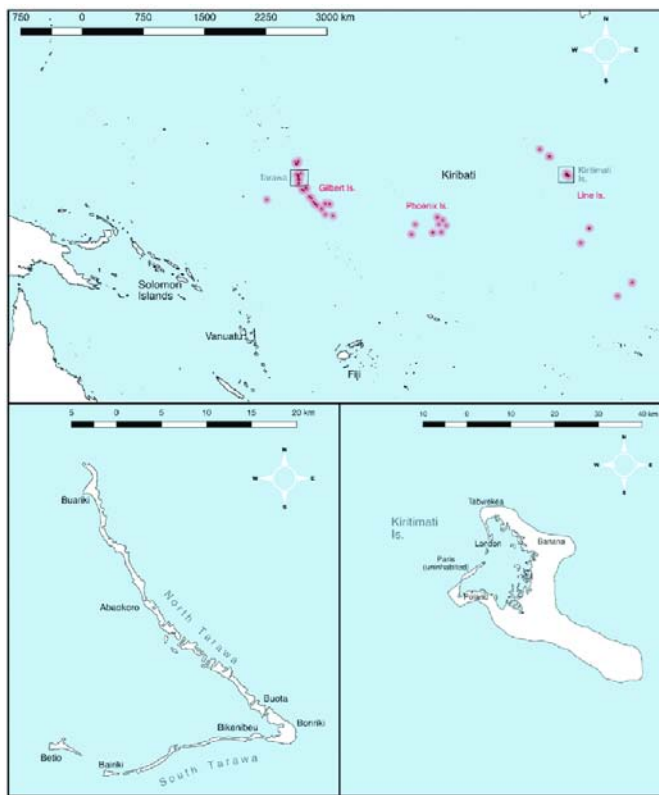 750 0 750 1500 2250 3000 km
N
W E
S
Tarawa
Gilbert Is.
Kiribati
Kiritimati
Is.
Line Is.
Phoenix Is.
Solomon
Islands
Vanuatu
Fiji
5 0 5 10 15 20 km
N
W E
S
Buariki
Abaokoro
North Tarawa
Buota
Bonriki
Bikenibeu
Betio
Bairiki
South Tarawa
10 0 10 20 30 40 km
N
W E
S
Tabwakea
Kiritimati
Is.
London
Banana
Paris
(uninhabited)
Poland